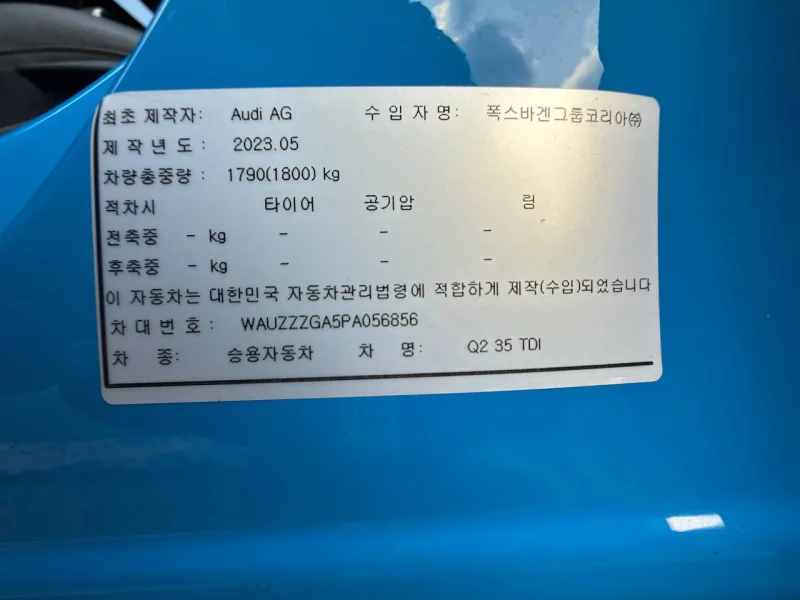 최초 제작자: Audi AG 수 입 자 명: 폭스바겐그룹코리아㈜
제 작 년 도 : 2023.05
차량총중량 : 1790(1800) kg
적차시 타이어 공기압 림
전축중 - kg - - -
후축중 - kg - - -
이 자동차는 대한민국 자동차관리법령에 적합하게 제작(수입)되었습니다
차 대 번 호 : WAUZZZGA5PA056856
차 종: 승용자동차 차 명: Q2 35 TDI